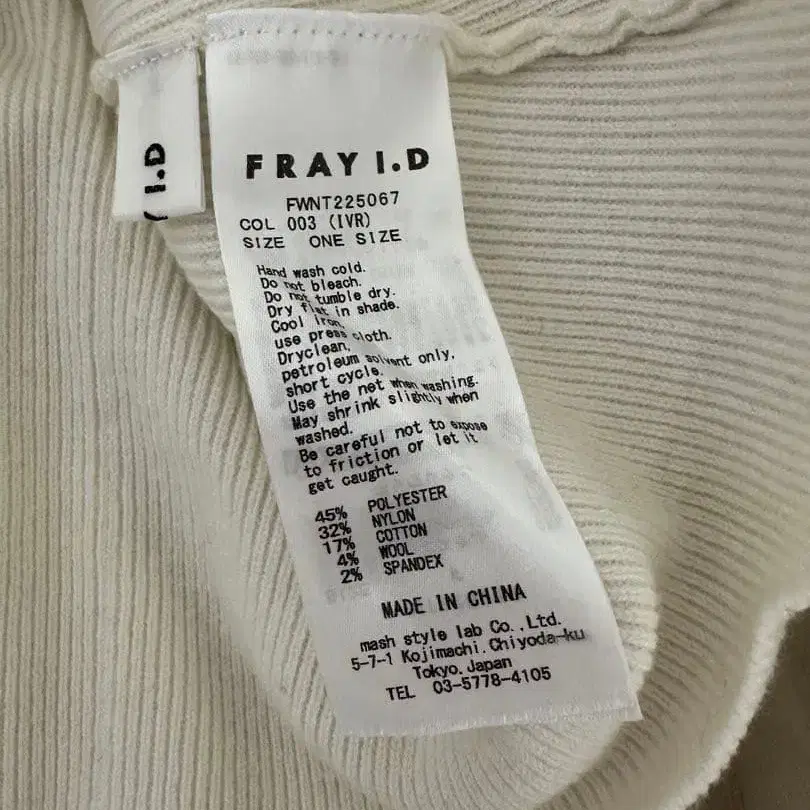 FRAY I.D
Y I.D
FWNT225067
COL 003 (IVR)
SIZE ONE SIZE
Hand wash cold.
Do not bleach.
Do not tumble dry.
Dry flat in shade.
Cool iron,
use press cloth.
Dryclean,
petroleum solvent only,
short cycle.
Use the net when washing.
May shrink slightly when
washed.
Be careful not to expose
to friction or let it
get caught.
45% POLYESTER
32% NYLON
17% COTTON
4% WOOL
2% SPANDEX
MADE IN CHINA
mash style lab Co.,Ltd.
5-7-1 Kojimachi,Chiyoda-ku
Tokyo,Japan
TEL 03-5778-4105